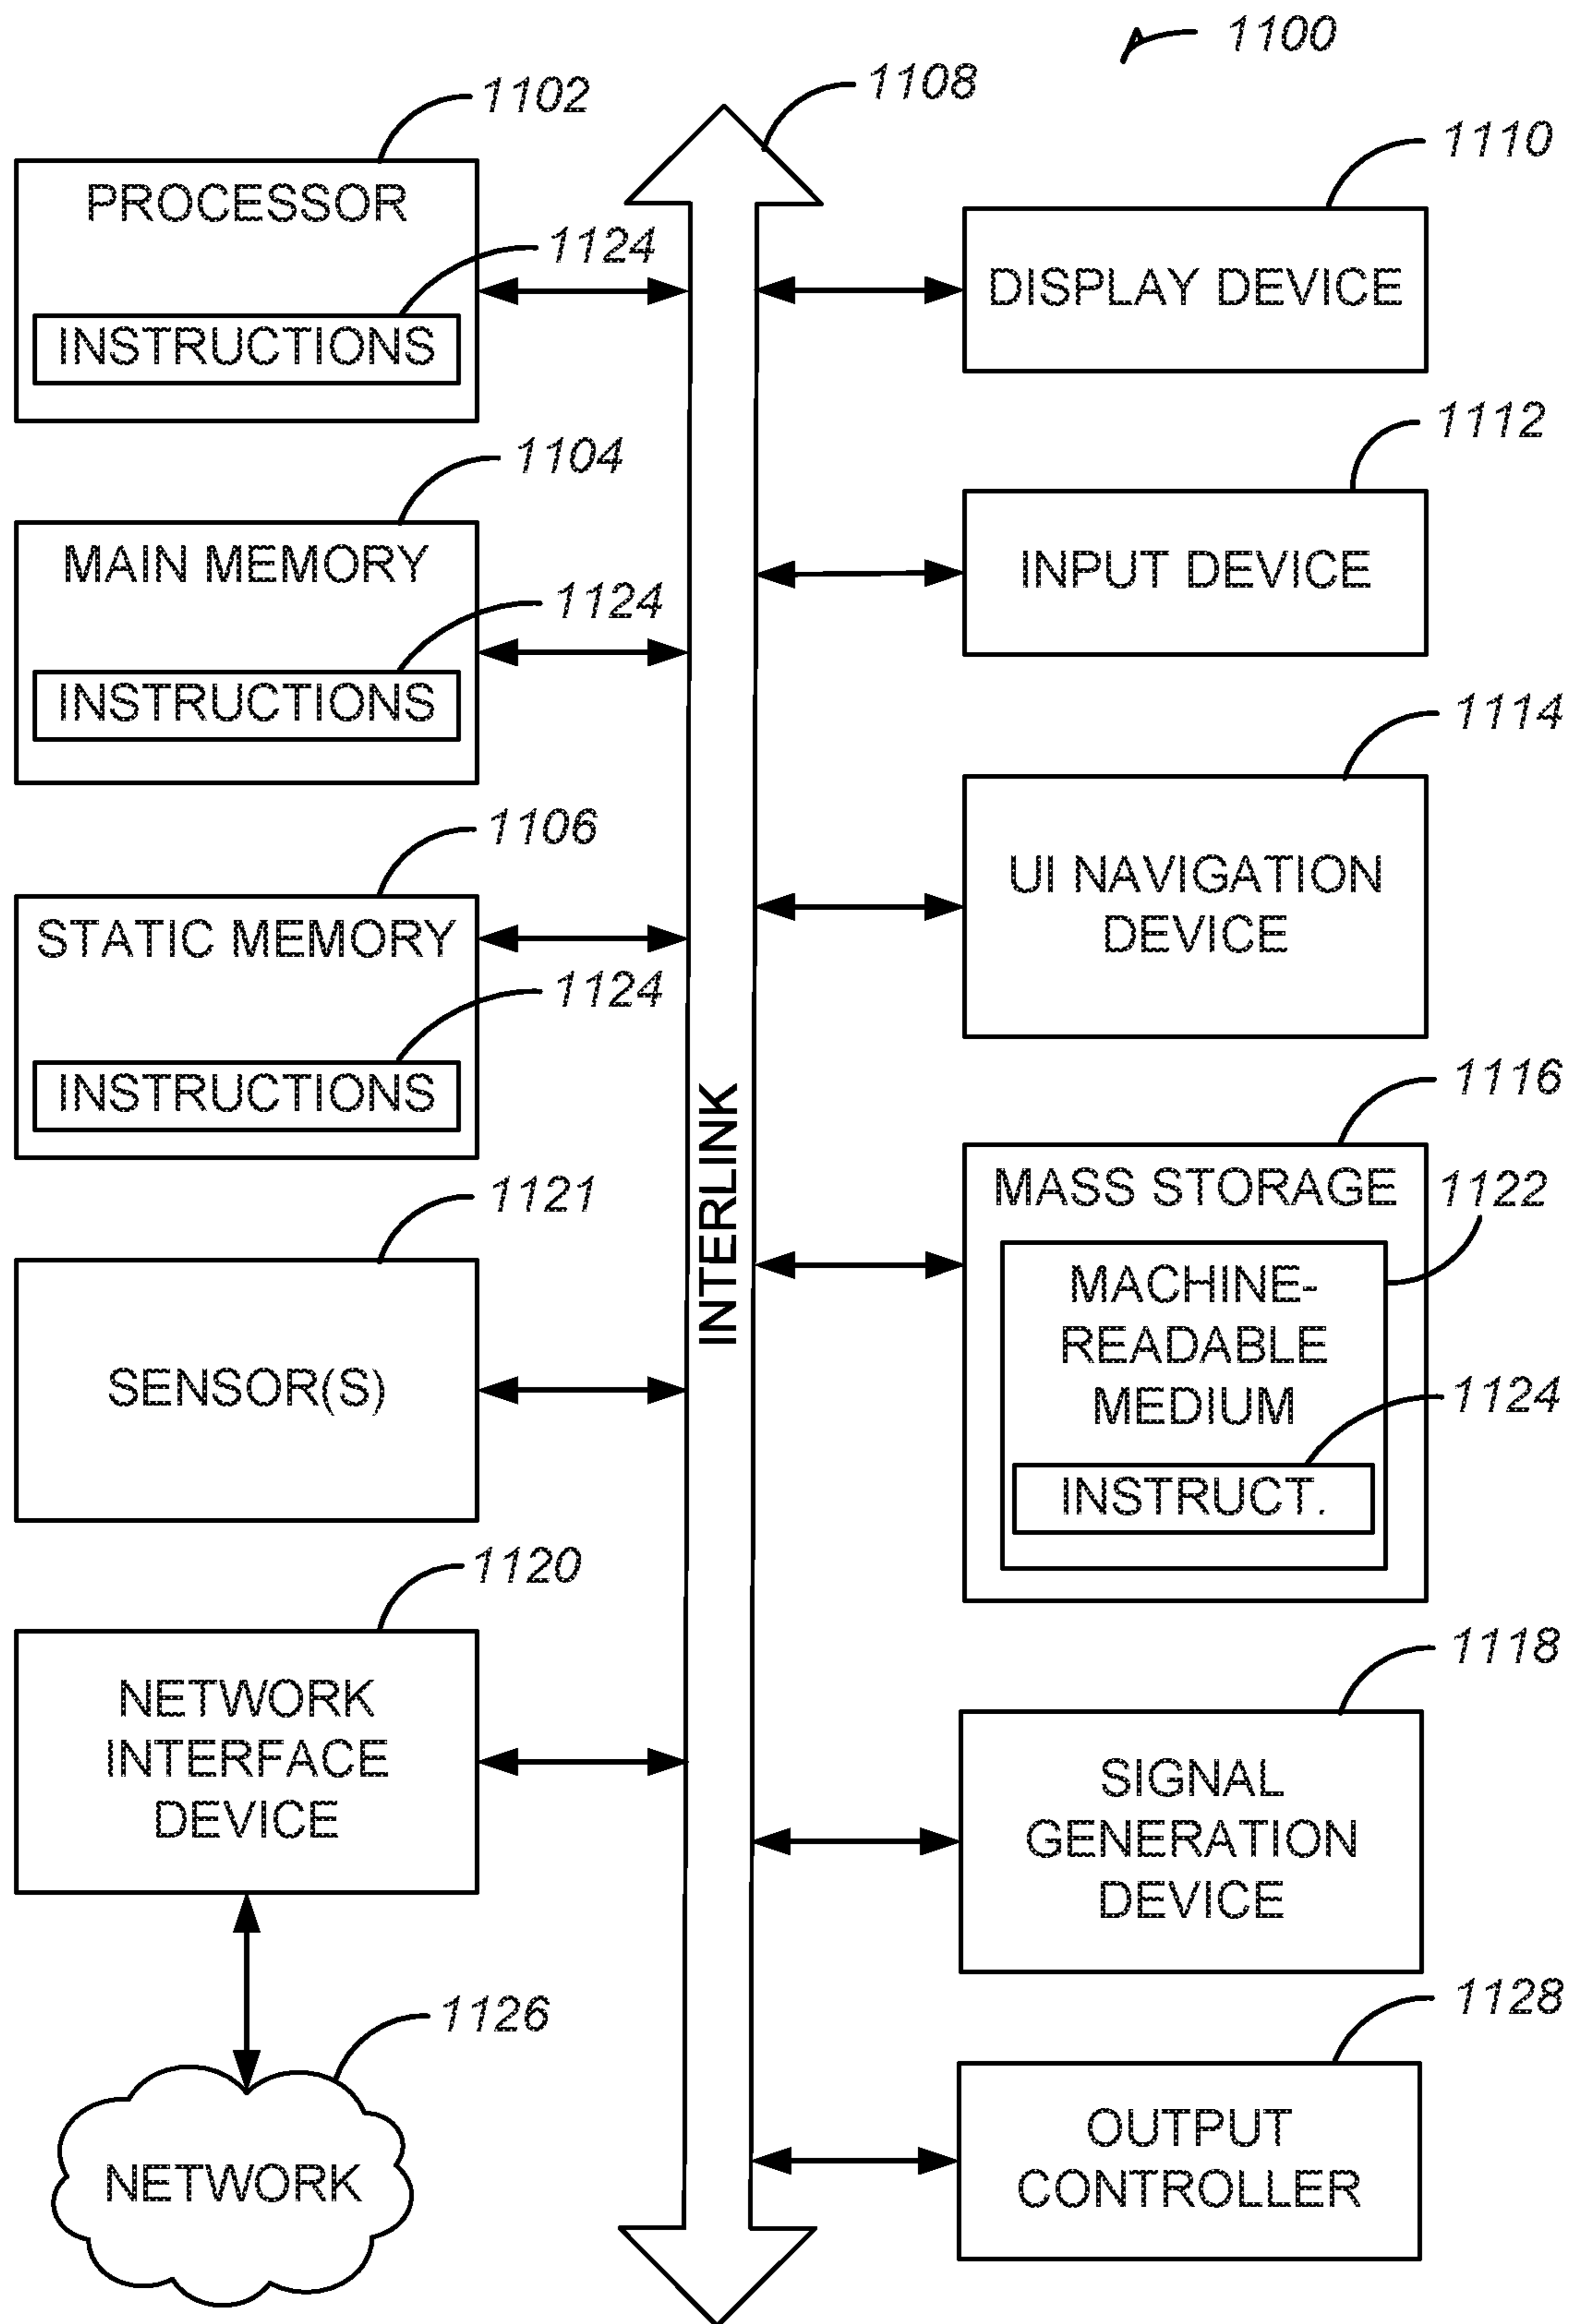 1100
1108
1102
PROCESSOR
1124
INSTRUCTIONS
1104
MAIN MEMORY
1124
INSTRUCTIONS
1106
STATIC MEMORY
1124
INSTRUCTIONS
1121
SENSOR(S)
1120
NETWORK
INTERFACE
DEVICE
1126
NETWORK
INTERLINK
1110
DISPLAY DEVICE
1112
INPUT DEVICE
1114
UI NAVIGATION
DEVICE
1116
MASS STORAGE
1122
MACHINE-
READABLE
MEDIUM
1124
INSTRUCT.
1118
SIGNAL
GENERATION
DEVICE
1128
OUTPUT
CONTROLLER